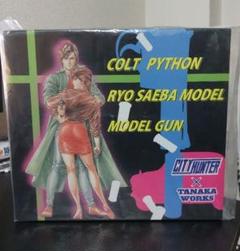 COLT PYTHON
RYO SAEBA MODEL
MODEL GUN
CITY HUNTER
×
TANAKA
WORKS